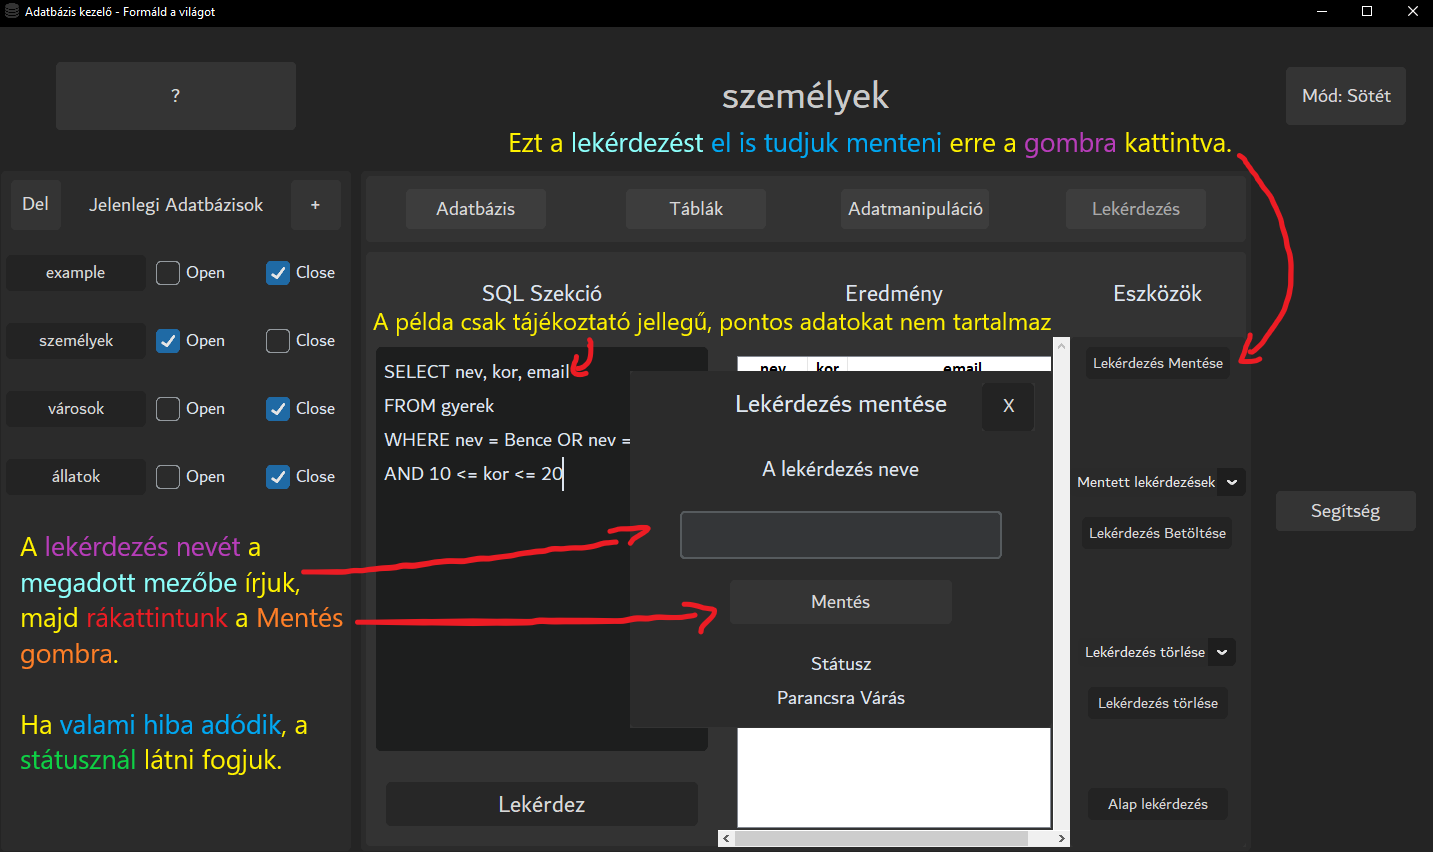 Adatbázis kezelő - Formáld a világot
?
személyek
Mód: Sötét
Ezt a lekérdezést el is tudjuk menteni erre a gombra kattintva.
Del
Jelenlegi Adatbázisok
+
example
Open
Close
személyek
Open
Close
városok
Open
Close
állatok
Open
Close
A lekérdezés nevét a
megadott mezőbe írjuk,
majd rákattintunk a Mentés
gombra.
Ha valami hiba adódik, a
státusznál látni fogjuk.
Adatbázis
Táblák
Adatmanipuláció
Lekérdezés
SQL Szekció
Eredmény
Eszközök
A példa csak tájékoztató jellegű, pontos adatokat nem tartalmaz
SELECT nev, kor, email
FROM gyerek
WHERE nev = Bence OR nev =
AND 10 <= kor <= 20
Lekérdez
nev
kor
email
Lekérdezés mentése
X
A lekérdezés neve
Mentés
Státusz
Parancsra Várás
Lekérdezés Mentése
Mentett lekérdezések
Lekérdezés Betöltése
Lekérdezés törlése
Lekérdezés törlése
Alap lekérdezés
Segítség